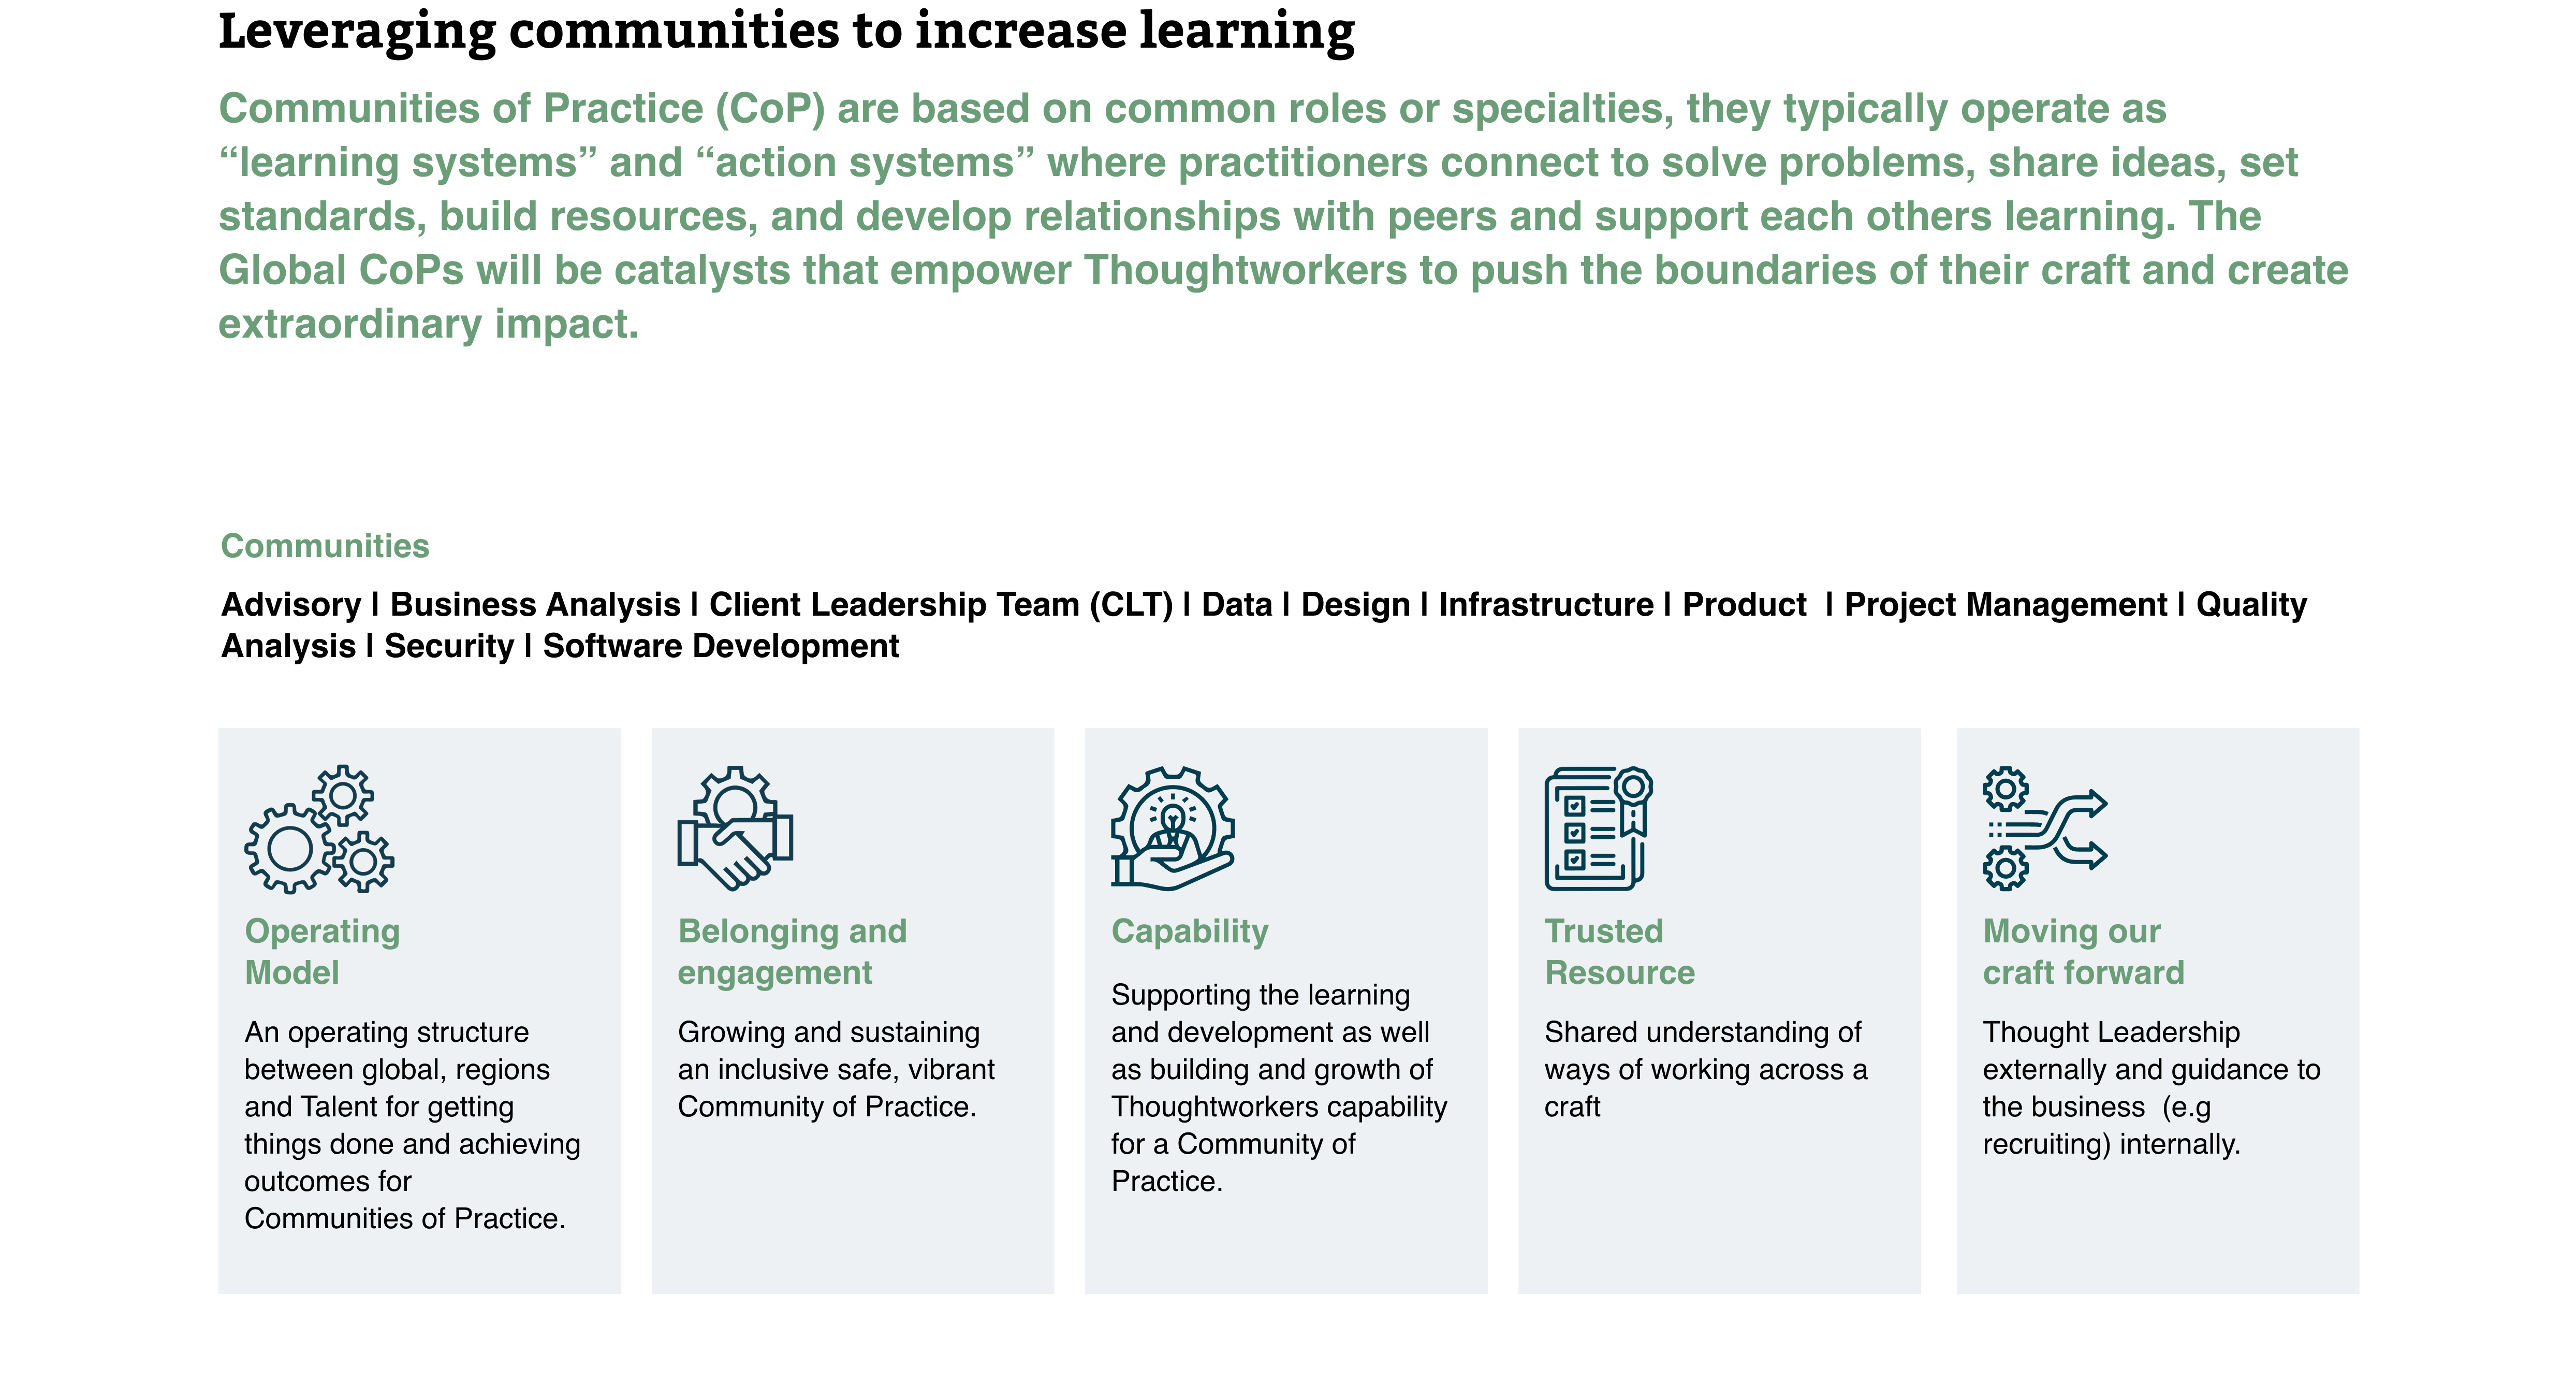 Leveraging communities to increase learning
Communities of Practice (CoP) are based on common roles or specialties, they typically operate as
“learning systems” and “action systems” where practitioners connect to solve problems, share ideas, set
standards, build resources, and develop relationships with peers and support each others learning. The
Global CoPs will be catalysts that empower Thoughtworkers to push the boundaries of their craft and create
extraordinary impact.
Communities
Advisory | Business Analysis | Client Leadership Team (CLT) | Data | Design | Infrastructure | Product  | Project Management | Quality
Analysis | Security | Software Development
Operating
Model
An operating structure
between global, regions
and Talent for getting
things done and achieving
outcomes for
Communities of Practice.
Belonging and
engagement
Growing and sustaining
an inclusive safe, vibrant
Community of Practice.
Capability
Supporting the learning
and development as well
as building and growth of
Thoughtworkers capability
for a Community of
Practice.
Trusted
Resource
Shared understanding of
ways of working across a
craft
Moving our
craft forward
Thought Leadership
externally and guidance to
the business  (e.g
recruiting) internally.